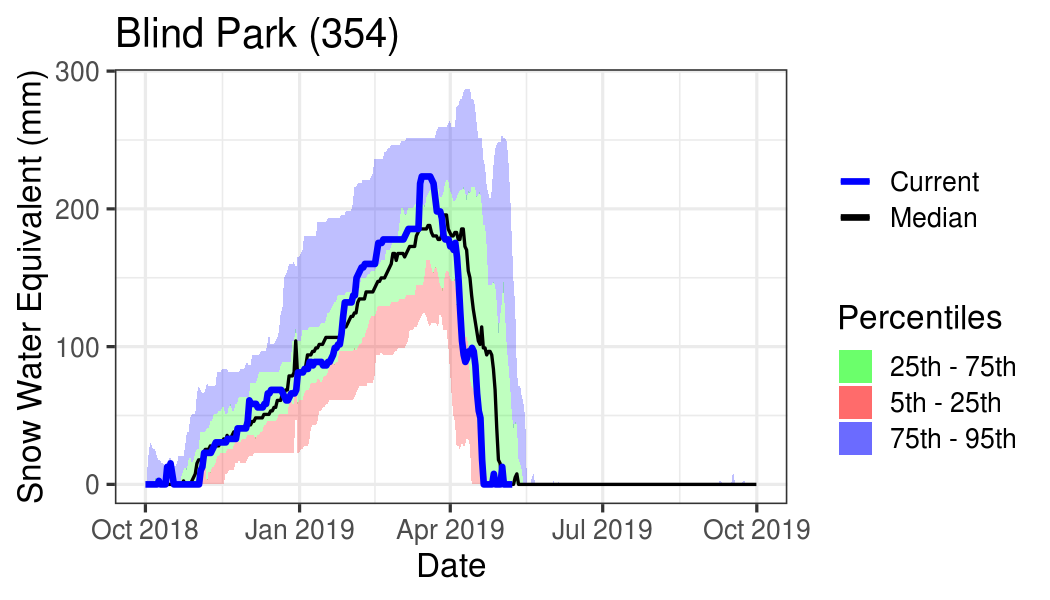 Blind Park (354)
Snow Water Equivalent (mm)
300
200
100
0
Oct 2018
Jan 2019
Apr 2019
Jul 2019
Oct 2019
Date
Current
Median
Percentiles
25th - 75th
5th - 25th
75th - 95th